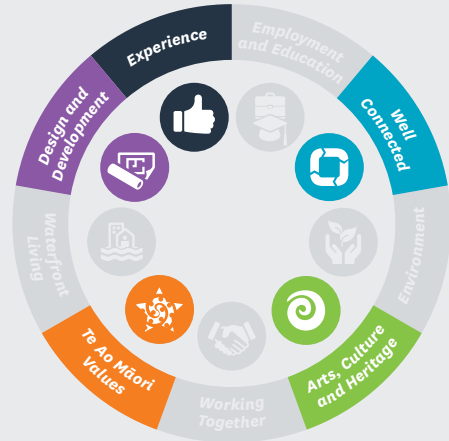 Experience
Employment
and Education
Well
Connected
Environment
Arts, Culture
and Heritage
Working
Together
Te Ao Māori
Values
Waterfront
Living
Design and
Development